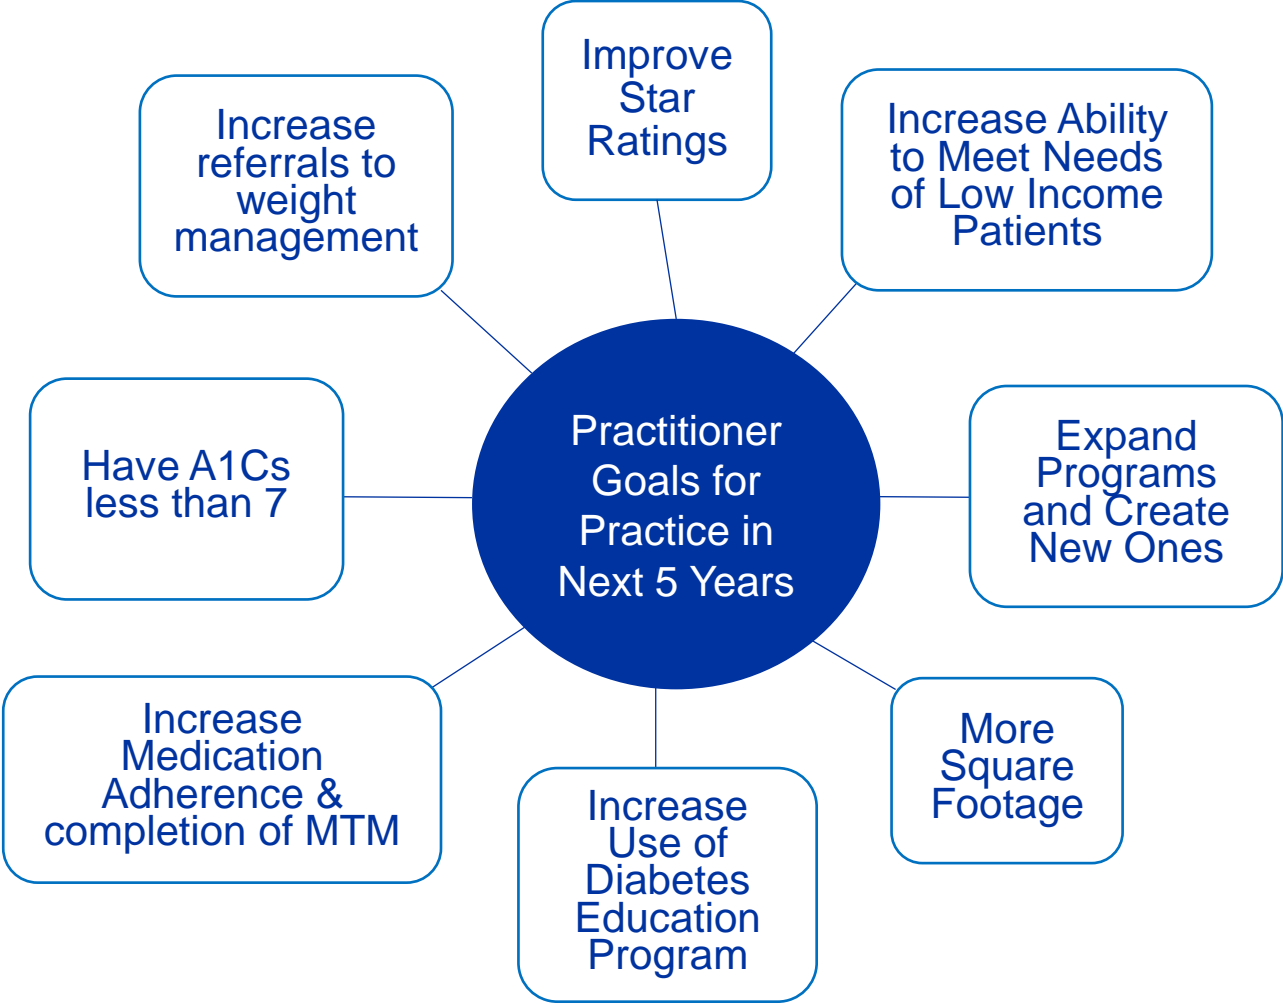 Improve
Star
Ratings
Increase Ability
to Meet Needs
of Low Income
Patients
Expand
Programs
and Create
New Ones
More
Square
Footage
Increase
Use of
Diabetes
Education
Program
Increase
Medication
Adherence &
completion of MTM
Have A1Cs
less than 7
Increase
referrals to
weight
management
Practitioner
Goals for
Practice in
Next 5 Years